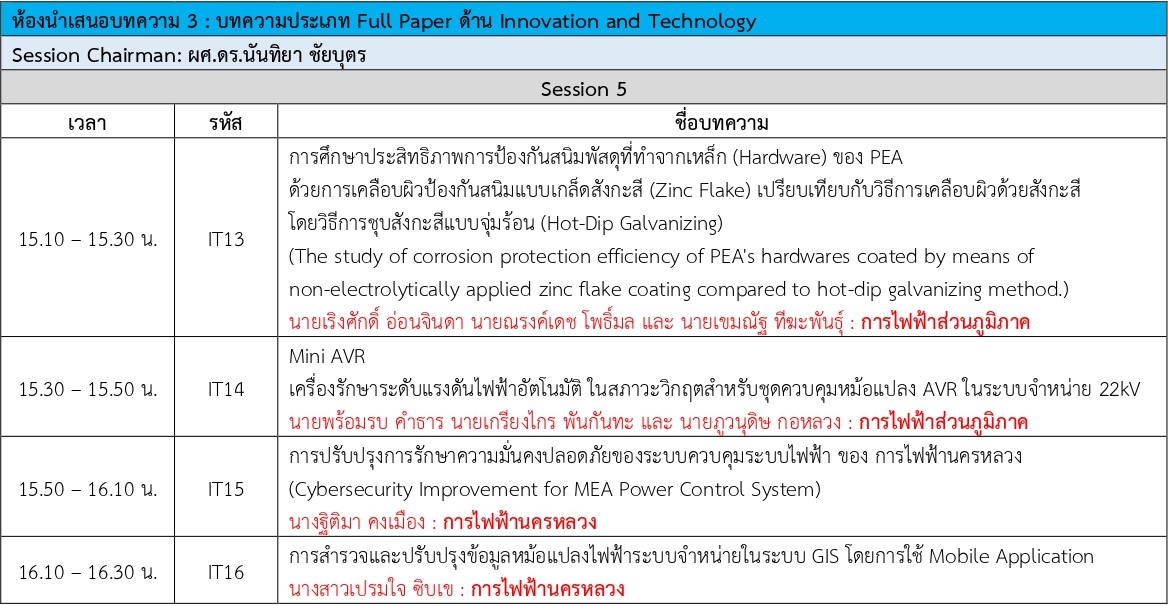 ห้องนำเสนอบทความ 3 : บทความประเภท Full Paper ด้าน Innovation and Technology
Session Chairman: ผศ.ดร.นันทิยา ชัยบุตร
Session 5
เวลา รหัส ชื่อบทความ
15.10 – 15.30 น. IT13
การศึกษาประสิทธิภาพการป้องกันสนิมพัสดุที่ทำจากเหล็ก (Hardware) ของ PEA
ด้วยการเคลือบผิวป้องกันสนิมแบบเกล็ดสังกะสี (Zinc Flake) เปรียบเทียบกับวิธีการเคลือบผิวด้วยสังกะสี
โดยวิธีการชุบสังกะสีแบบจุ่มร้อน (Hot-Dip Galvanizing)
(The study of corrosion protection efficiency of PEA's hardwares coated by means of
non-electrolytically applied zinc flake coating compared to hot-dip galvanizing method.)
นายเริงศักดิ์ อ่อนจินดา นายณรงค์เดช โพธิ์มล และ นายเขมณัฐ ทีฆะพันธุ์ : การไฟฟ้าส่วนภูมิภาค
15.30 – 15.50 น. IT14
Mini AVR
เครื่องรักษาระดับแรงดันไฟฟ้าอัตโนมัติ ในสภาวะวิกฤตสำหรับชุดควบคุมหม้อแปลง AVR ในระบบจำหน่าย 22kV
นายพร้อมรบ คำธาร นายเกรียงไกร พันกันทะ และ นายภูวนุดิษ กอหลวง : การไฟฟ้าส่วนภูมิภาค
15.50 – 16.10 น. IT15
การปรับปรุงการรักษาความมั่นคงปลอดภัยของระบบควบคุมระบบไฟฟ้า ของ การไฟฟ้านครหลวง
(Cybersecurity Improvement for MEA Power Control System)
นางฐิติมา คงเมือง : การไฟฟ้านครหลวง
16.10 – 16.30 น. IT16
การสำรวจและปรับปรุงข้อมูลหม้อแปลงไฟฟ้าระบบจำหน่ายในระบบ GIS โดยการใช้ Mobile Application
นางสาวเปรมใจ ซิบเข : การไฟฟ้านครหลวง